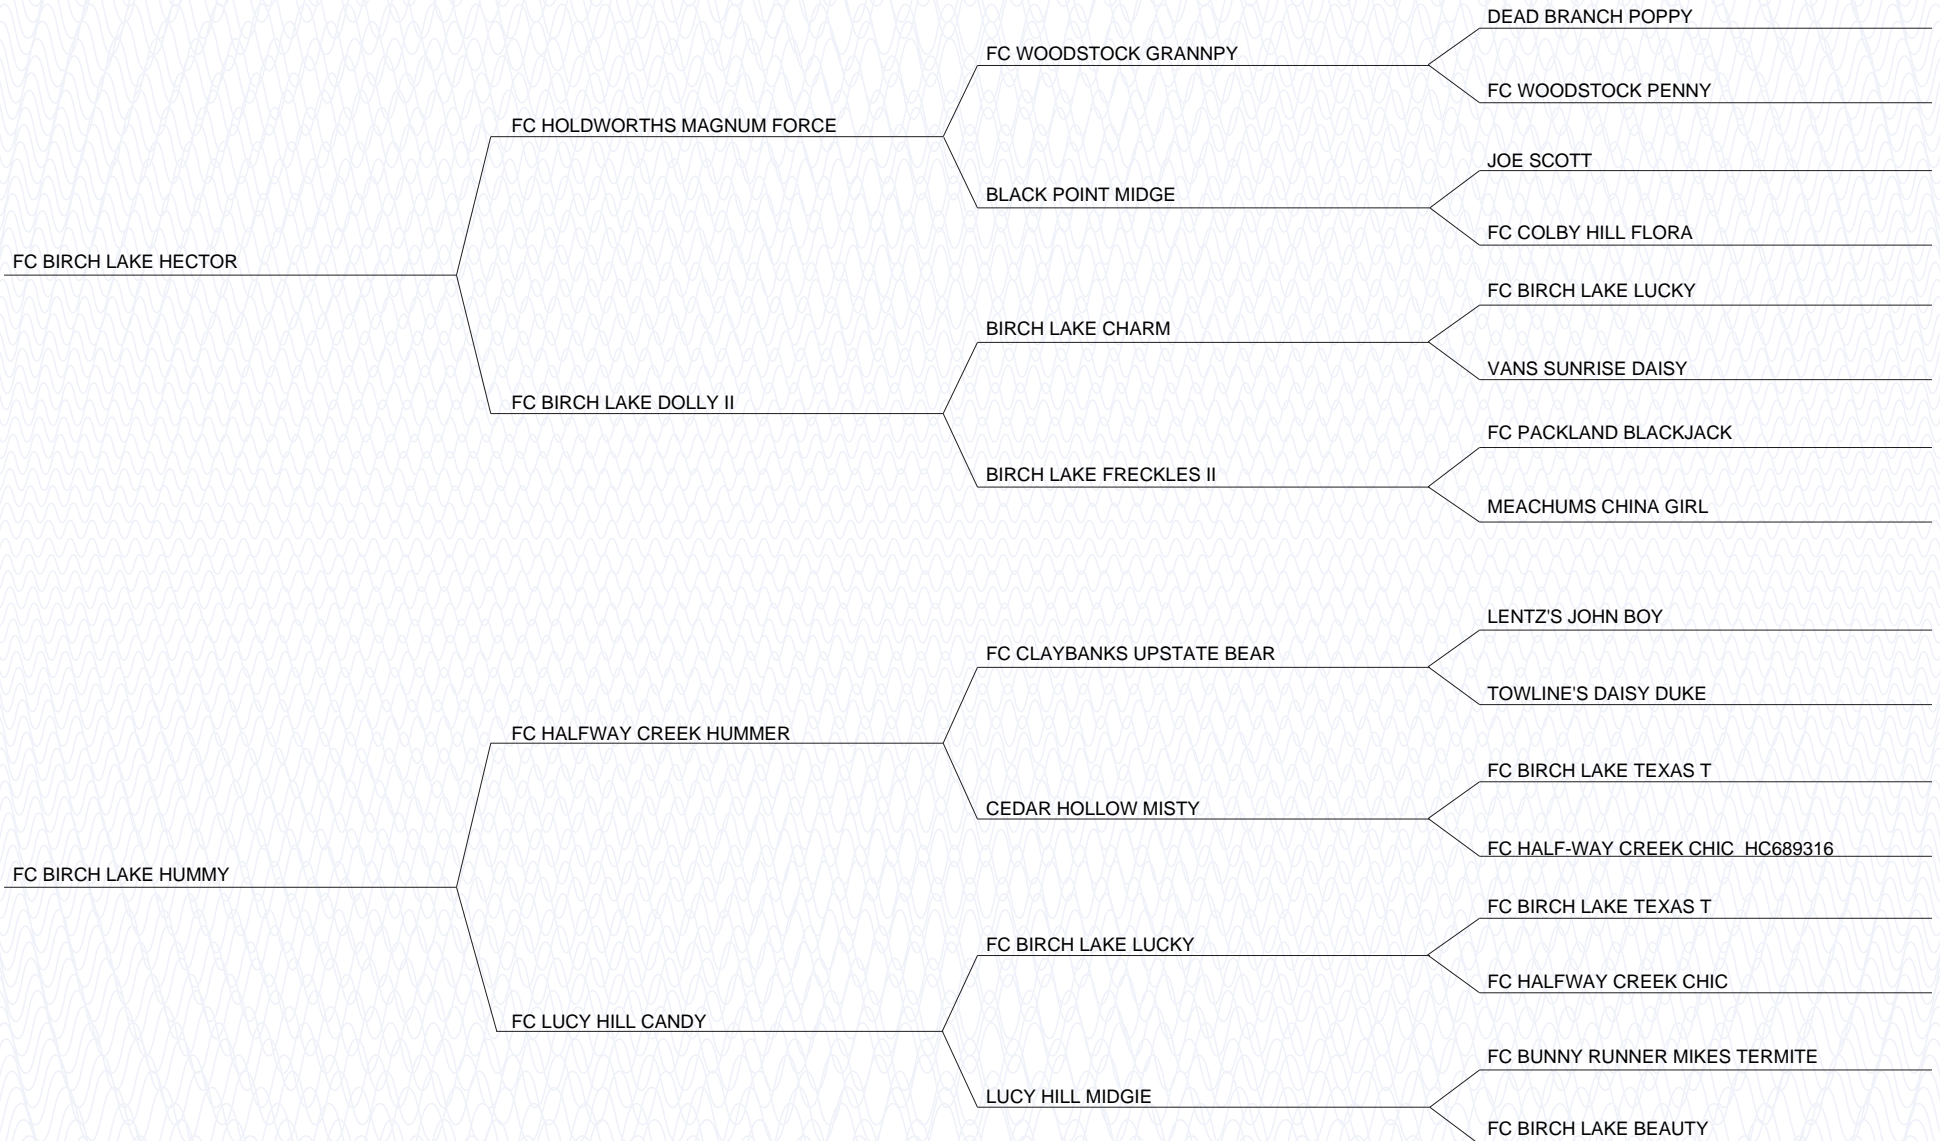 DEAD BRANCH POPPY
FC WOODSTOCK GRANNPY
FC WOODSTOCK PENNY
FC HOLDWORTHS MAGNUM FORCE
JOE SCOTT
BLACK POINT MIDGE
FC COLBY HILL FLORA
FC BIRCH LAKE HECTOR
FC BIRCH LAKE LUCKY
BIRCH LAKE CHARM
VANS SUNRISE DAISY
FC BIRCH LAKE DOLLY II
FC PACKLAND BLACKJACK
BIRCH LAKE FRECKLES II
MEACHUMS CHINA GIRL
LENTZ'S JOHN BOY
FC CLAYBANKS UPSTATE BEAR
TOWLINE'S DAISY DUKE
FC HALFWAY CREEK HUMMER
FC BIRCH LAKE TEXAS T
CEDAR HOLLOW MISTY
FC HALF-WAY CREEK CHIC  HC689316
FC BIRCH LAKE HUMMY
FC BIRCH LAKE TEXAS T
FC BIRCH LAKE LUCKY
FC HALFWAY CREEK CHIC
FC LUCY HILL CANDY
FC BUNNY RUNNER MIKES TERMITE
LUCY HILL MIDGIE
FC BIRCH LAKE BEAUTY